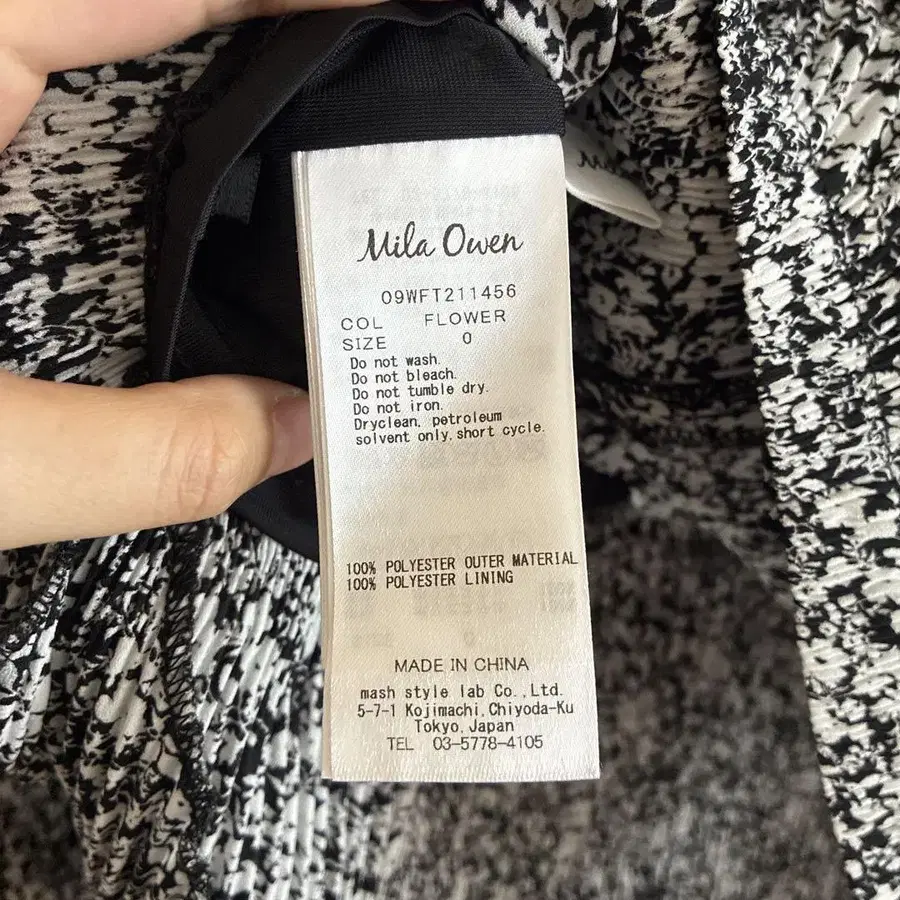 Mila Owen
09WFT211456
COL FLOWER
SIZE 0
Do not wash.
Do not bleach.
Do not tumble dry.
Do not iron.
Dryclean, petroleum
solvent only, short cycle.
100% POLYESTER OUTER MATERIAL
100% POLYESTER LINING
MADE IN CHINA
mash style lab Co., Ltd.
5-7-1 Kojimachi, Chiyoda-Ku
Tokyo, Japan
TEL 03-5778-4105